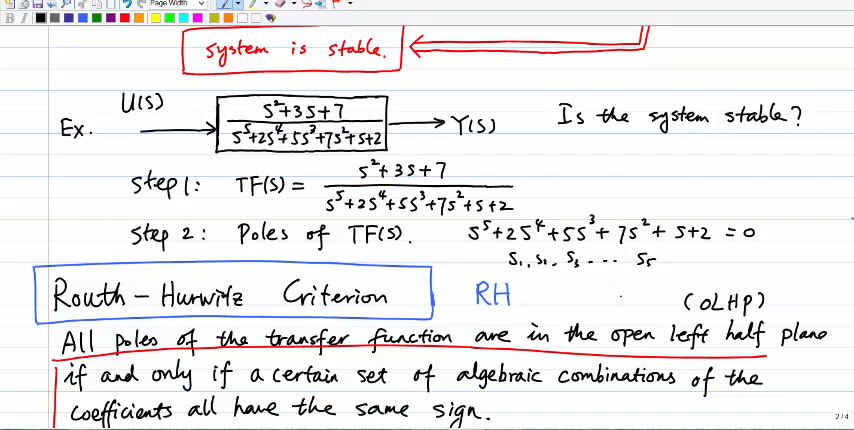 Page Width
B I
system is stable.
U(s)
Ex. s²+3s+7 / s⁵+2s⁴+5s³+7s²+s+2 Y(s) Is the system stable?
Step 1: TF(s) = s²+3s+7 / s⁵+2s⁴+5s³+7s²+s+2
Step 2: Poles of TF(s). s⁵+2s⁴+5s³+7s²+s+2 =0
s₁, s₂, s₃ ... s₅
Routh-Hurwitz Criterion RH
(OLHP)
All poles of the transfer function are in the open left half plane
if and only if a certain set of algebraic combinations of the
coefficients all have the same sign.
2/4